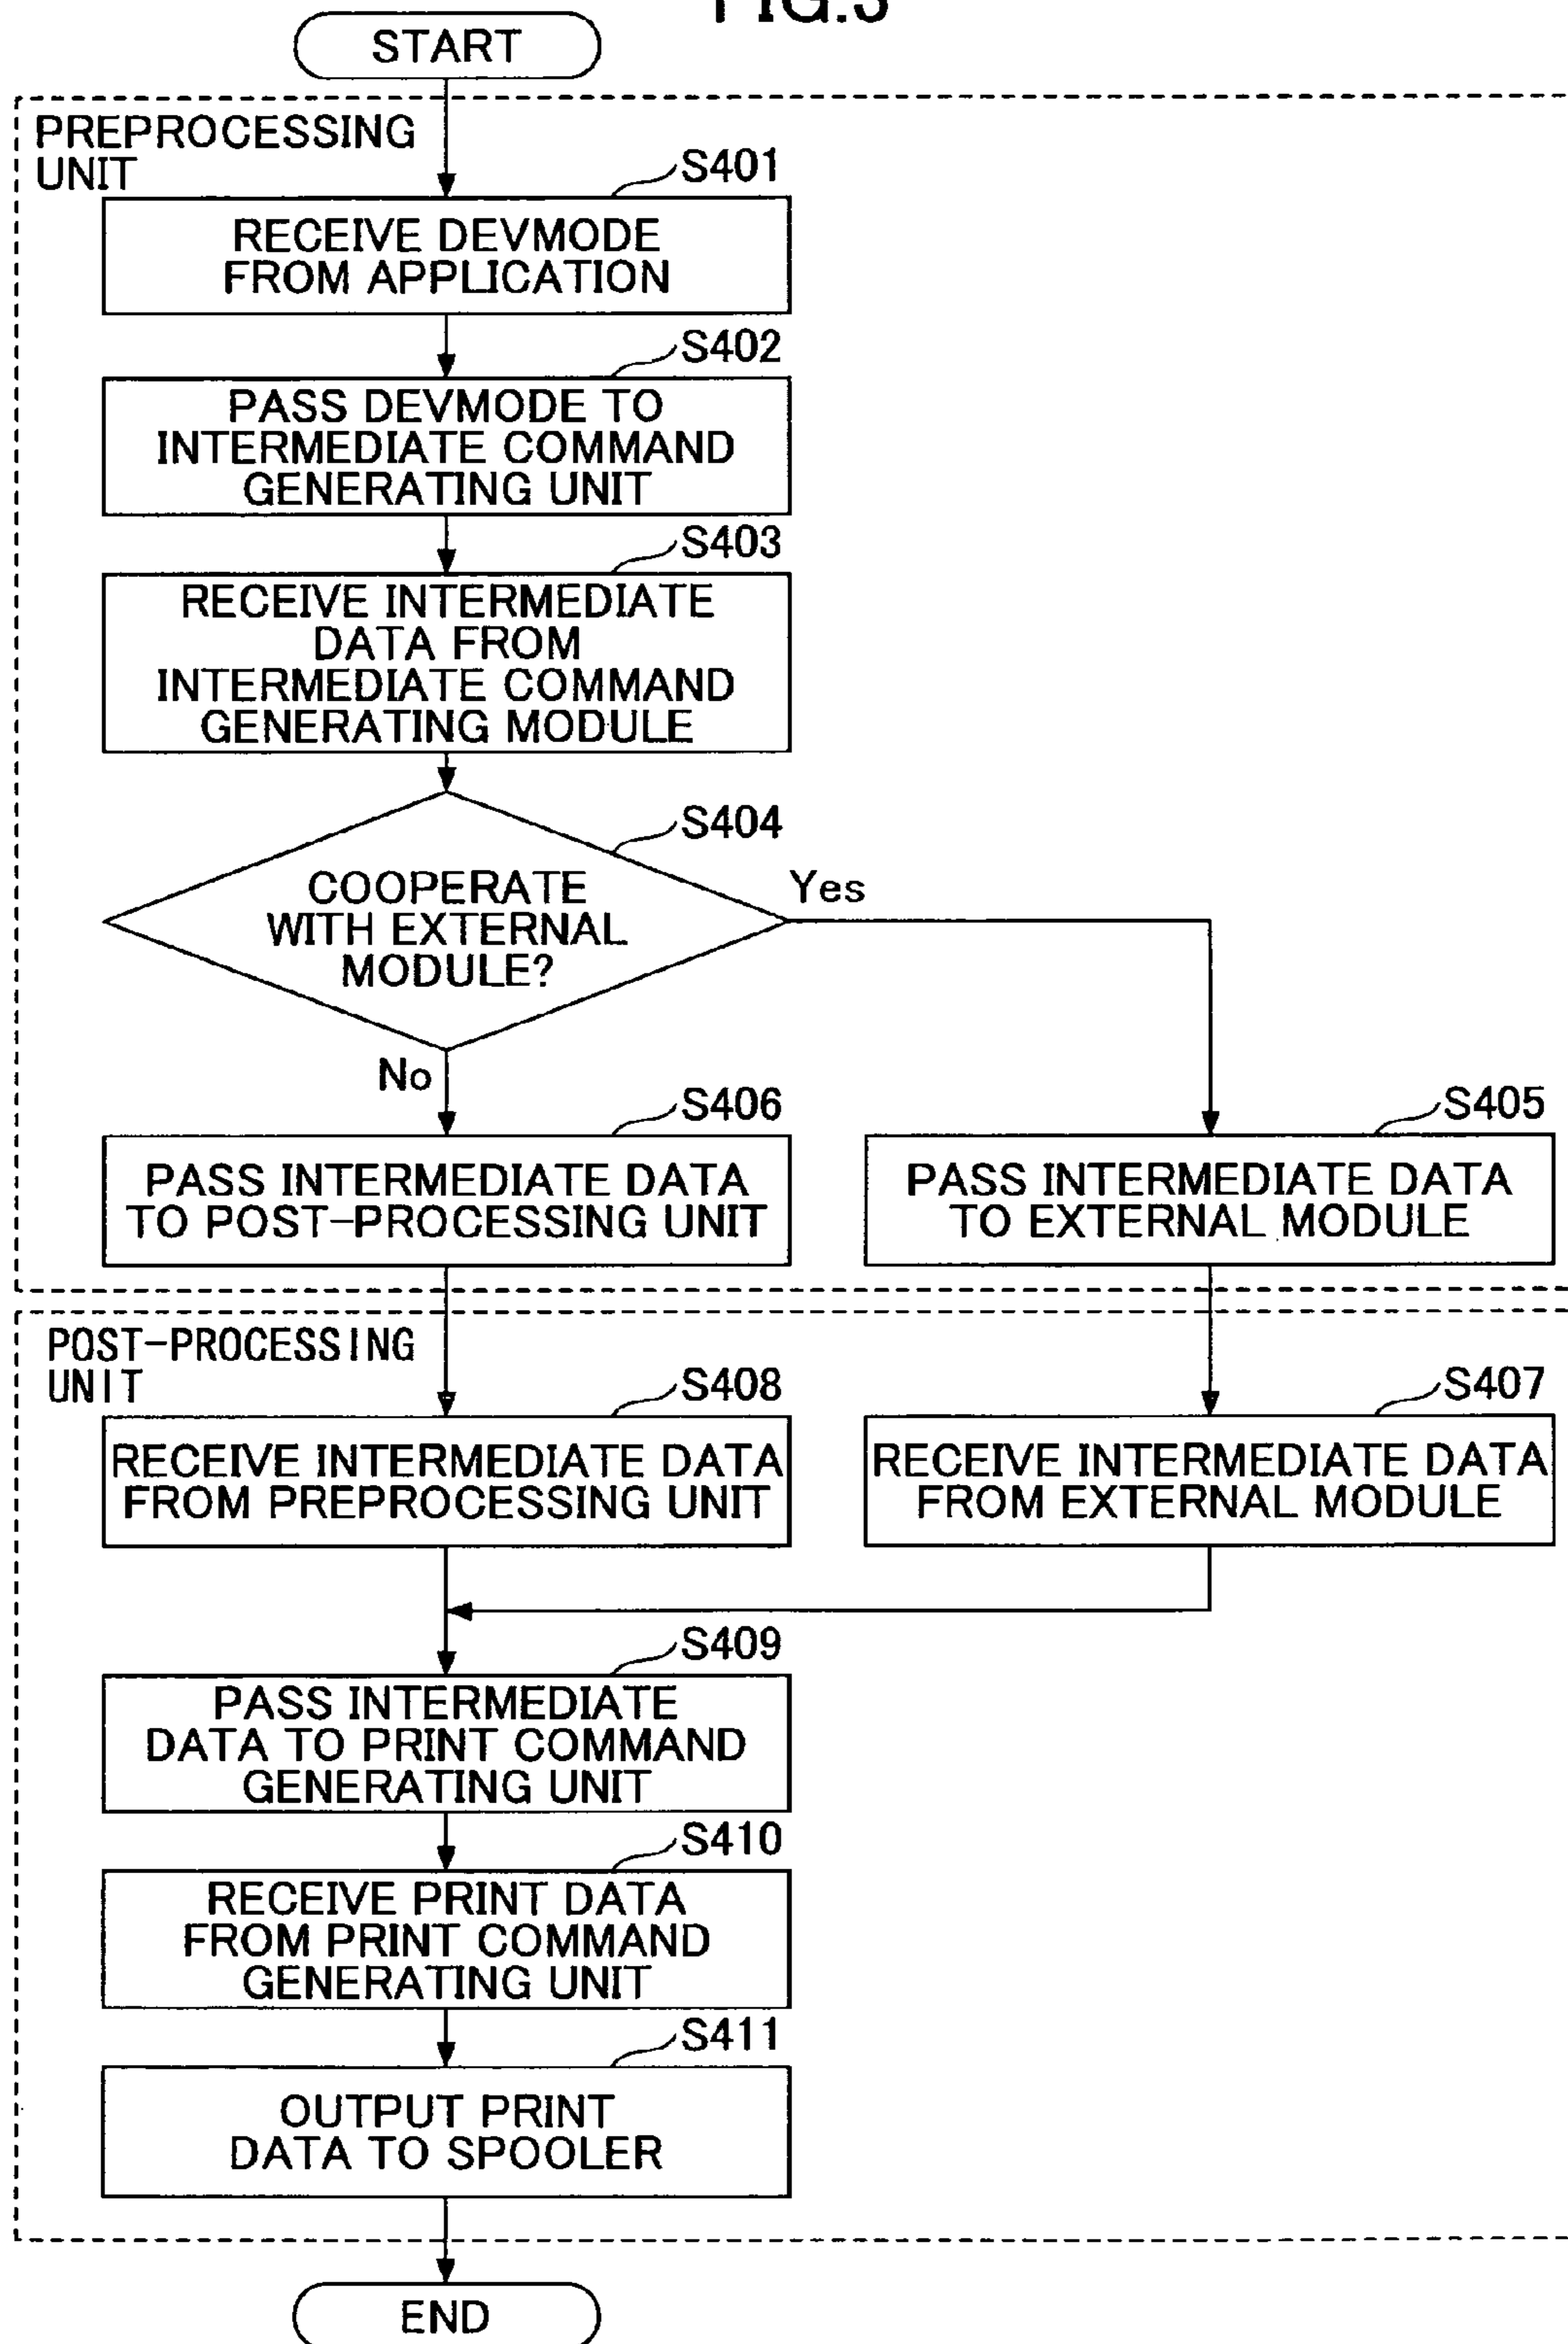 FIG.3
START
PREPROCESSING
UNIT
S401
RECEIVE DEVMODE
FROM APPLICATION
S402
PASS DEVMODE TO
INTERMEDIATE COMMAND
GENERATING UNIT
S403
RECEIVE INTERMEDIATE
DATA FROM
INTERMEDIATE COMMAND
GENERATING MODULE
S404
COOPERATE
WITH EXTERNAL
MODULE?
Yes
No
S406
PASS INTERMEDIATE DATA
TO POST-PROCESSING UNIT
S405
PASS INTERMEDIATE DATA
TO EXTERNAL MODULE
POST-PROCESSING
UNIT
S408
RECEIVE INTERMEDIATE DATA
FROM PREPROCESSING UNIT
S407
RECEIVE INTERMEDIATE DATA
FROM EXTERNAL MODULE
S409
PASS INTERMEDIATE
DATA TO PRINT COMMAND
GENERATING UNIT
S410
RECEIVE PRINT DATA
FROM PRINT COMMAND
GENERATING UNIT
S411
OUTPUT PRINT
DATA TO SPOOLER
END